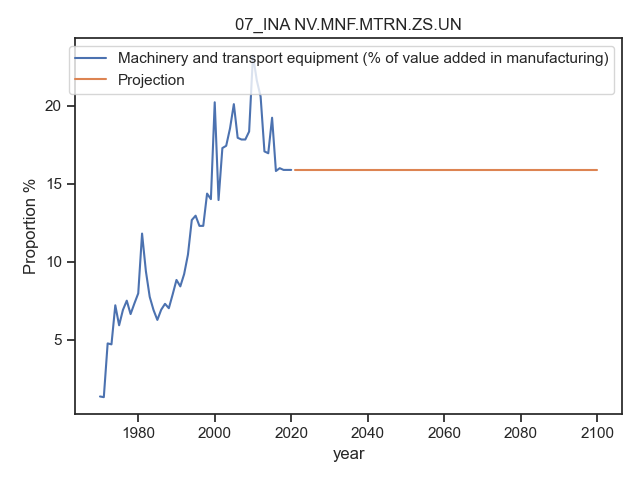 07_INA NV.MNF.MTRN.ZS.UN
Machinery and transport equipment (% of value added in manufacturing)
Projection
Proportion %
20
15
10
5
1980 2000 2020 2040 2060 2080 2100
year